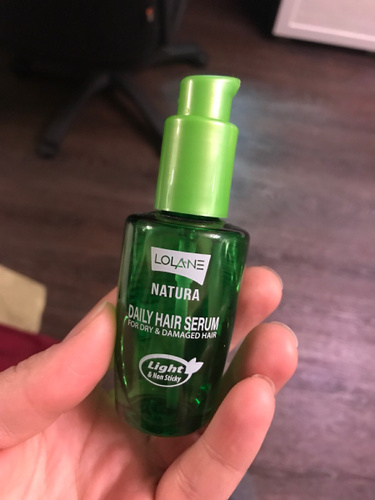 LOLANE
NATURA
DAILY HAIR SERUM
FOR DRY & DAMAGED HAIR
Light
& Non Sticky